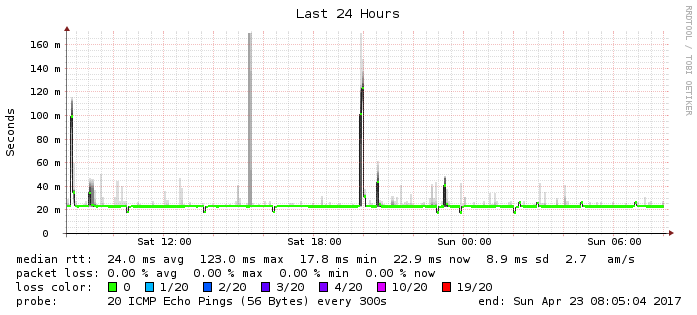 Last 24 Hours
RRDTOOL / TOBI OETIKER
Seconds
160 m
140 m
120 m
100 m
80 m
60 m
40 m
20 m
0
Sat 12:00 Sat 18:00 Sun 00:00 Sun 06:00
median rtt: 24.0 ms avg 123.0 ms max 17.8 ms min 22.9 ms now 8.9 ms sd 2.7 am/s
packet loss: 0.00 % avg 0.00 % max 0.00 % min 0.00 % now
loss color: 0 1/20 2/20 3/20 4/20 10/20 19/20
probe: 20 ICMP Echo Pings (56 Bytes) every 300s end: Sun Apr 23 08:05:04 2017